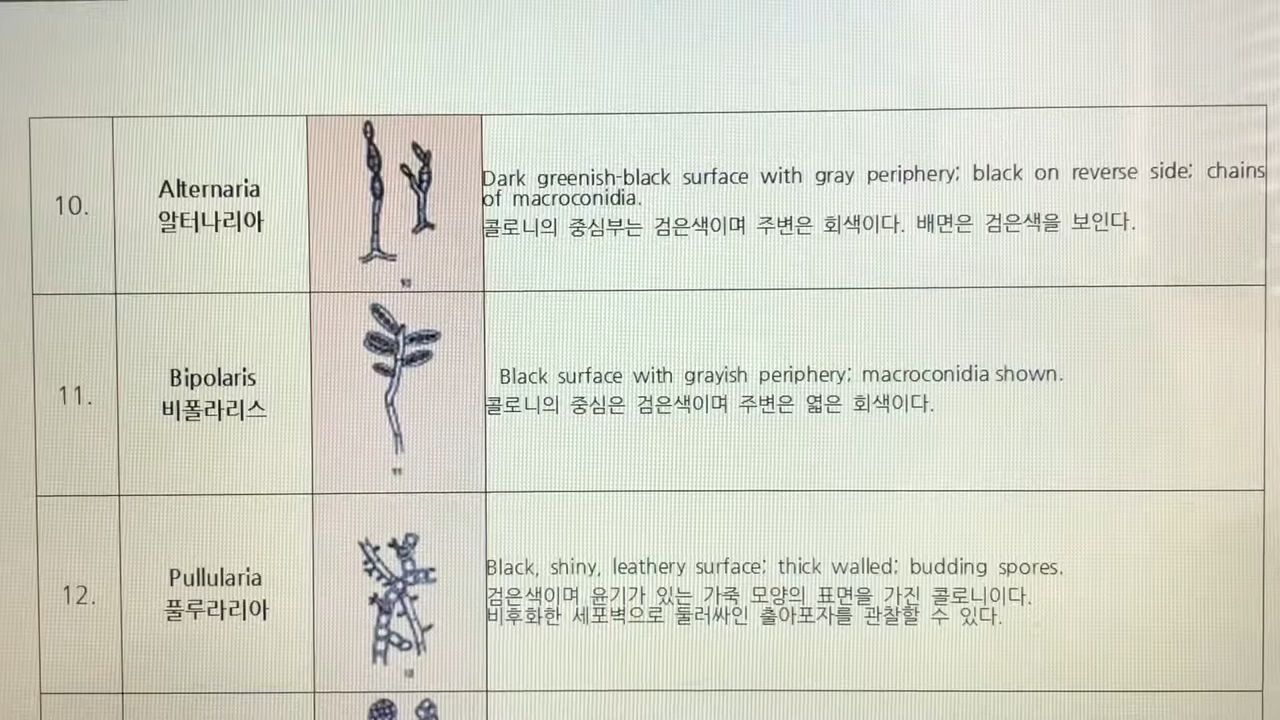 10.
Alternaria
알터나리아
10
Dark greenish-black surface with gray periphery; black on reverse side; chains
of macroconidia.
콜로니의 중심부는 검은색이며 주변은 회색이다. 배면은 검은색을 보인다.
11.
Bipolaris
비폴라리스
11
Black surface with grayish periphery; macroconidia shown.
콜로니의 중심은 검은색이며 주변은 엷은 회색이다.
12.
Pullularia
풀루라리아
12
Black, shiny, leathery surface; thick walled; budding spores.
검은색이며 윤기가 있는 가죽 모양의 표면을 가진 콜로니이다.
비후화한 세포벽으로 둘러싸인 출아포자를 관찰할 수 있다.